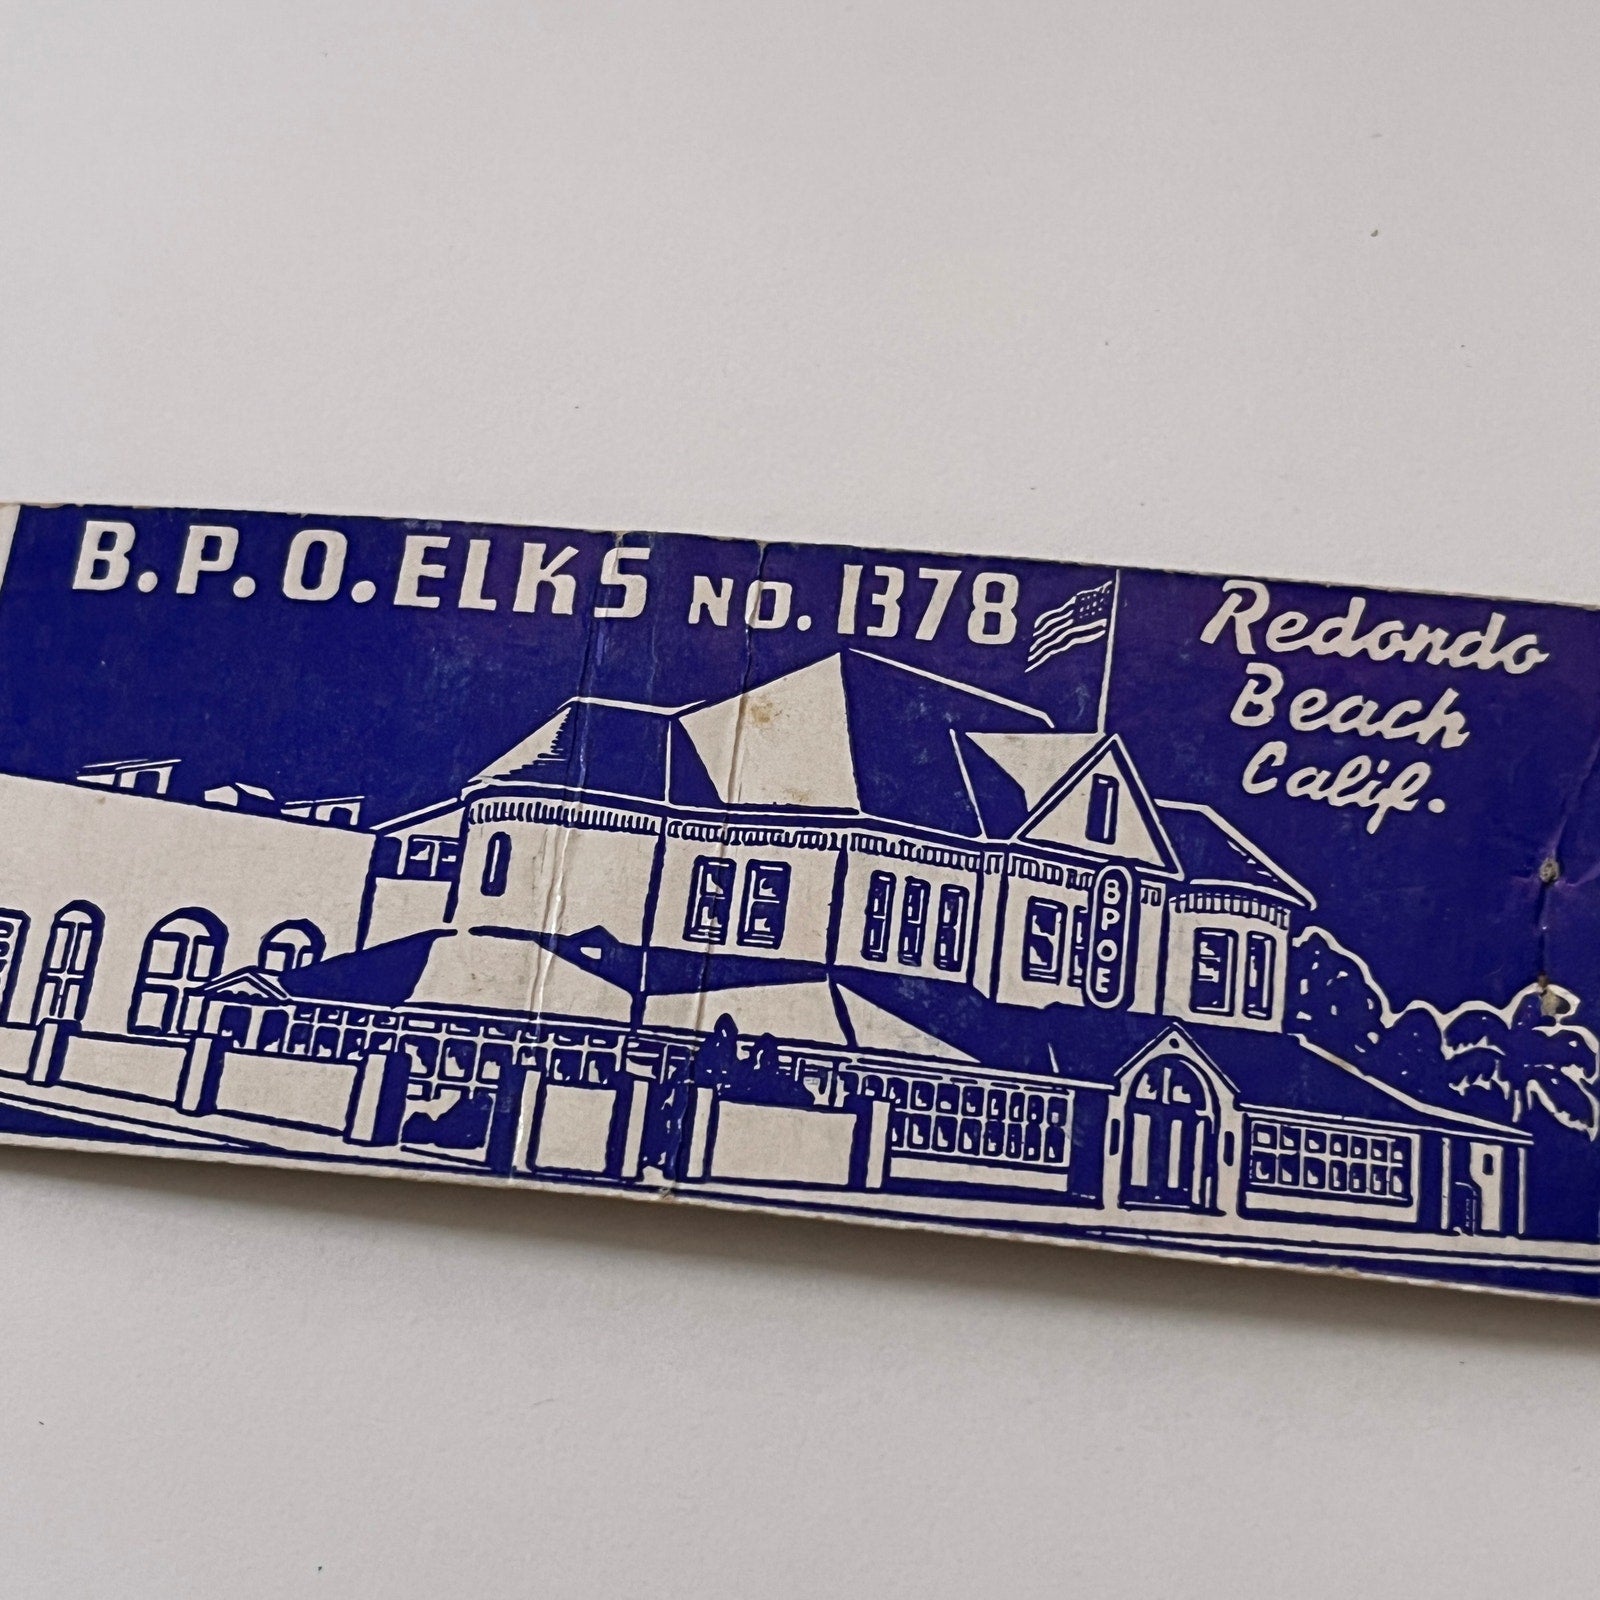 B.P.O. ELKS NO. 1378
Redondo
Beach
Calif.
BPOE